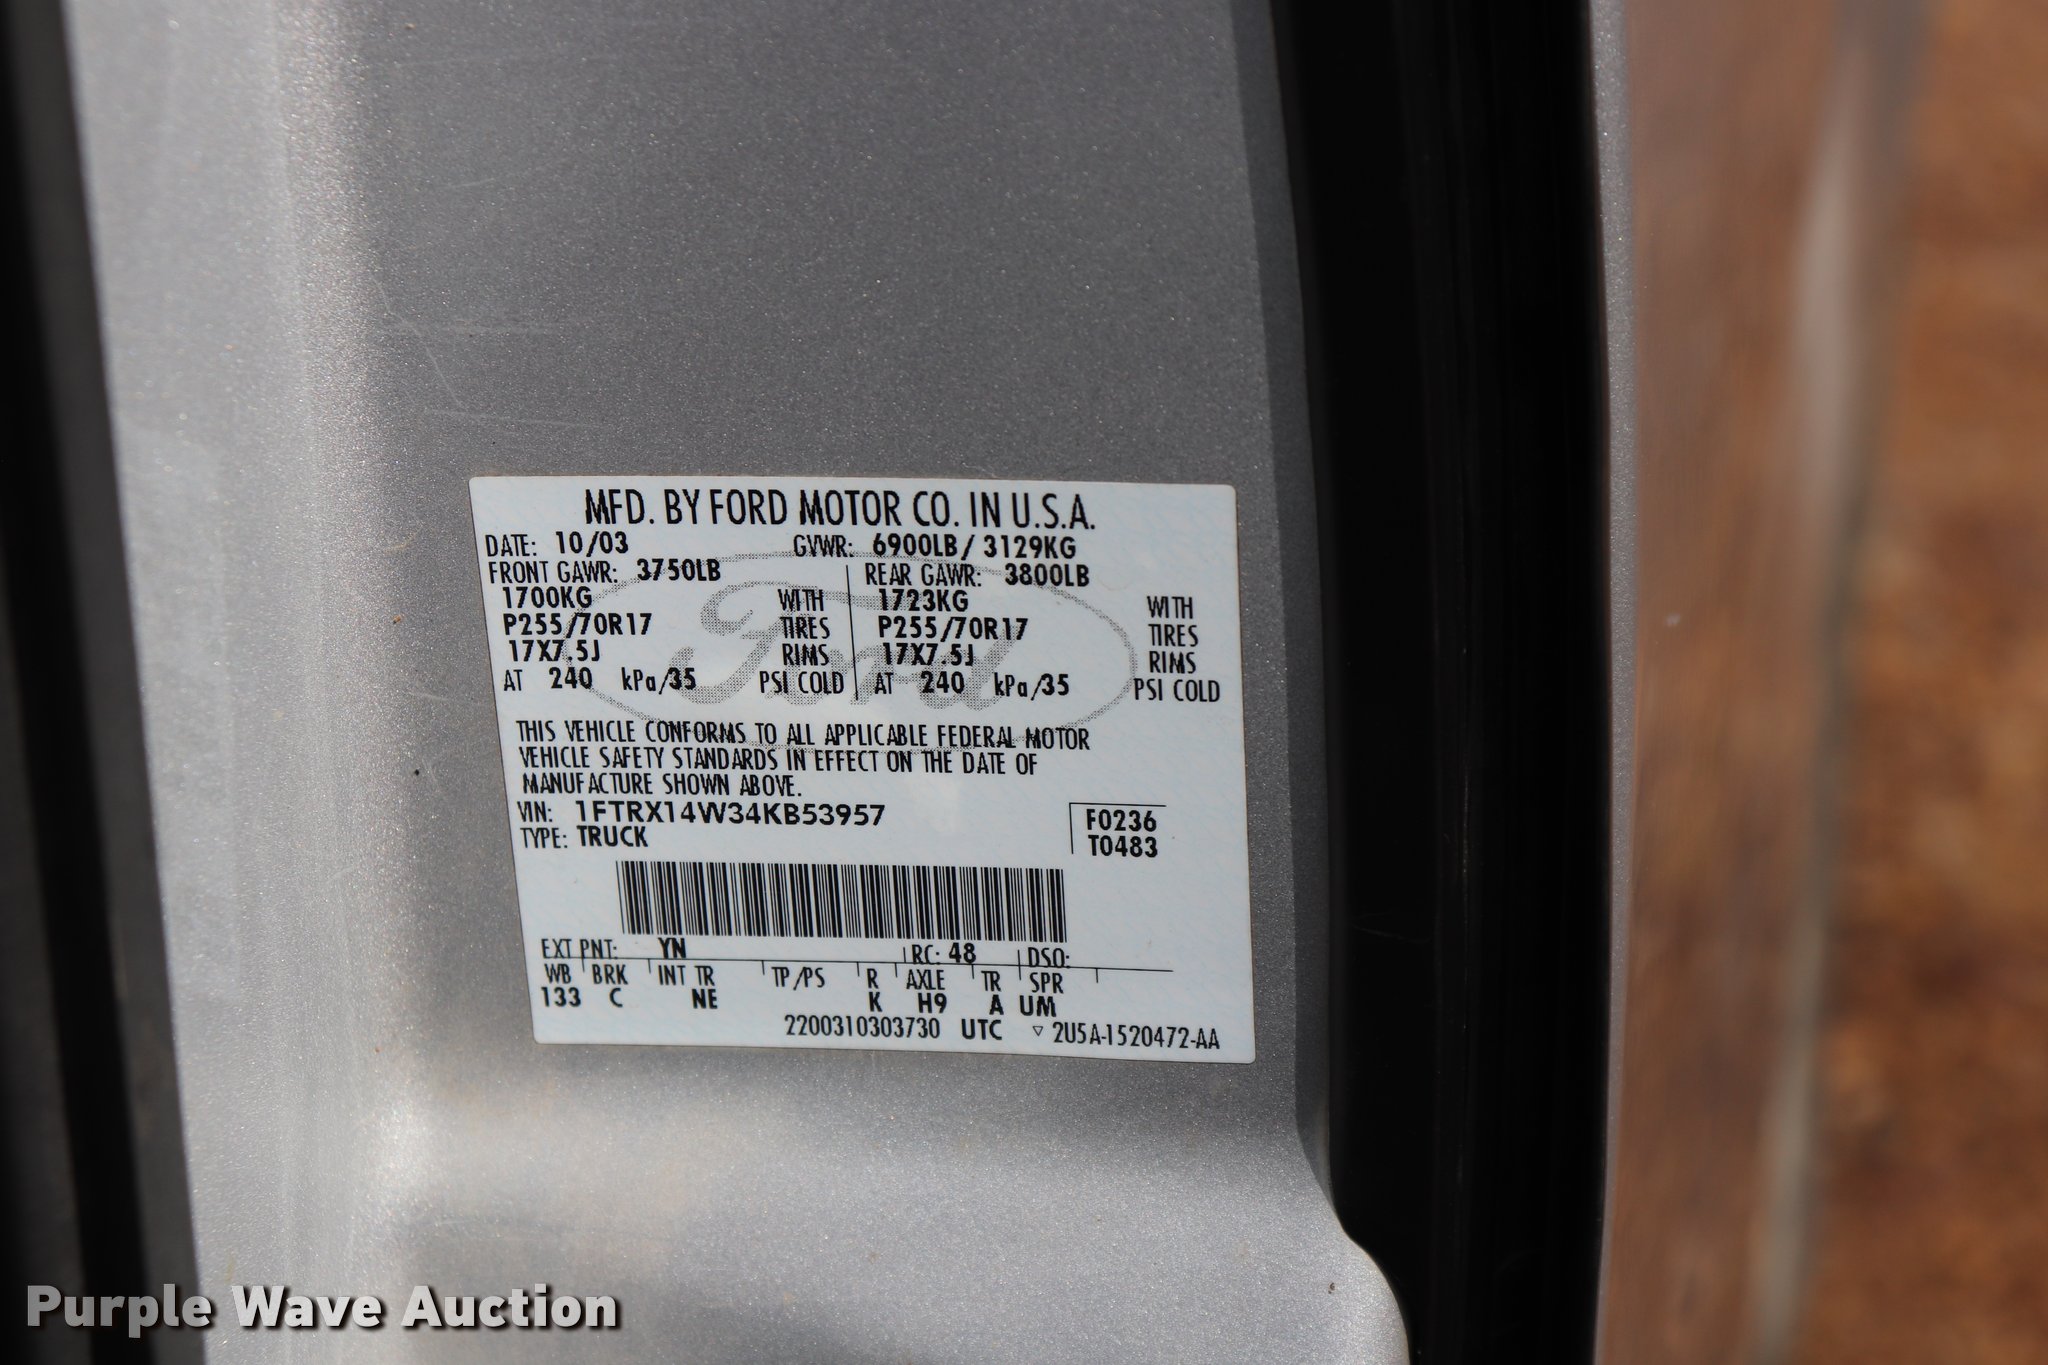 MFD. BY FORD MOTOR CO. IN U.S.A.
DATE: 10/03 GVWR: 6900LB/ 3129KG
FRONT GAWR: 3750LB REAR GAWR: 3800LB
1700KG WITH 1723KG WITH
P255/70R17 TIRES P255/70R17 TIRES
17X7.5J RIMS 17X7.5J RIMS
AT 240 kPa/35 PSI COLD AT 240 kPa/35 PSI COLD
Ford
THIS VEHICLE CONFORMS TO ALL APPLICABLE FEDERAL MOTOR
VEHICLE SAFETY STANDARDS IN EFFECT ON THE DATE OF
MANUFACTURE SHOWN ABOVE.
VIN: 1FTRX14W34KB53957 F0236
TYPE: TRUCK T0483
EXT PNT: YN RC: 48 DSO:
WB BRK INT TR TP/PS R AXLE TR SPR
133 C NE K H9 A UM
2200310303730 UTC ▽ 2U5A-1520472-AA
Purple Wave Auction